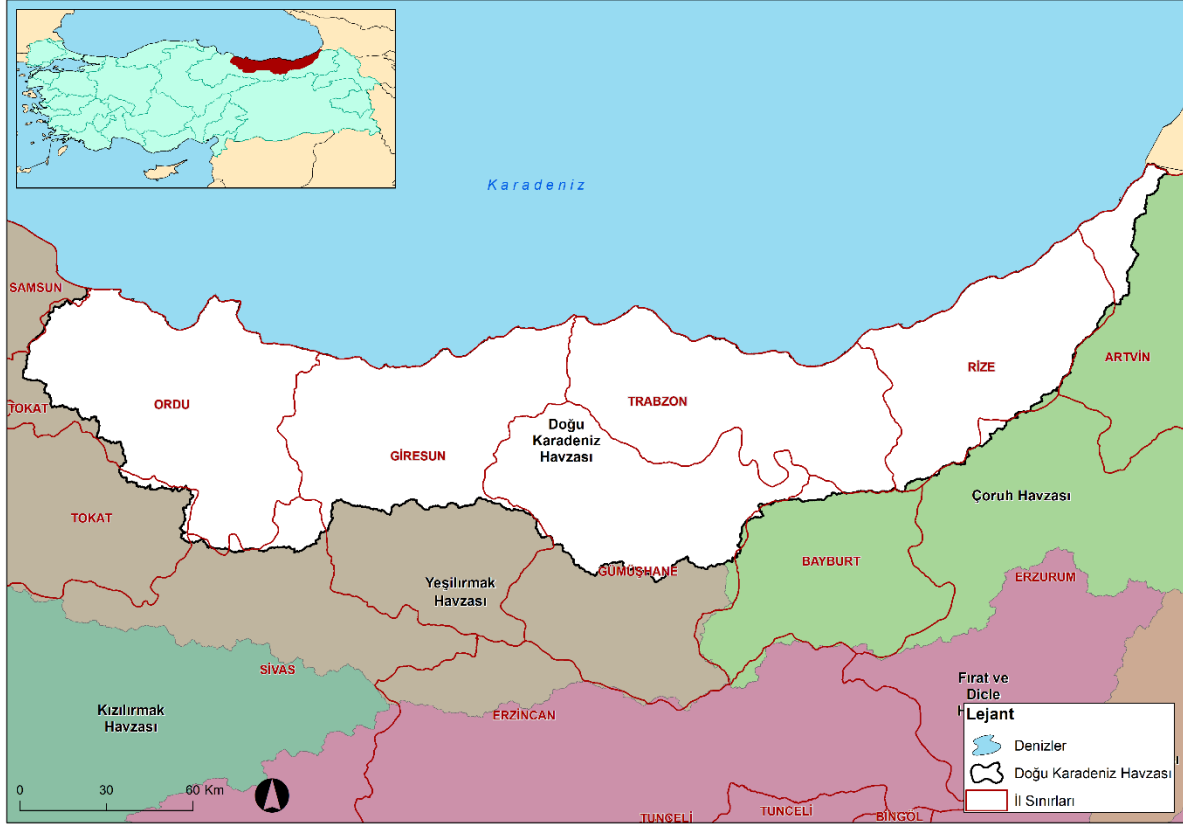 Karadeniz
SAMSUN
ARTVİN
RİZE
TRABZON
ORDU
TOKAT
Doğu
Karadeniz
Havzası
GİRESUN
Çoruh Havzası
TOKAT
BAYBURT
GÜMÜŞHANE
ERZURUM
Yeşilırmak
Havzası
SİVAS
Fırat ve
Dicle
Kızılırmak
Havzası
ERZİNCAN
Lejant
Denizler
Doğu Karadeniz Havzası
İl Sınırları
0 30 60 Km
TUNCELİ
TUNCELİ
BİNGÖL